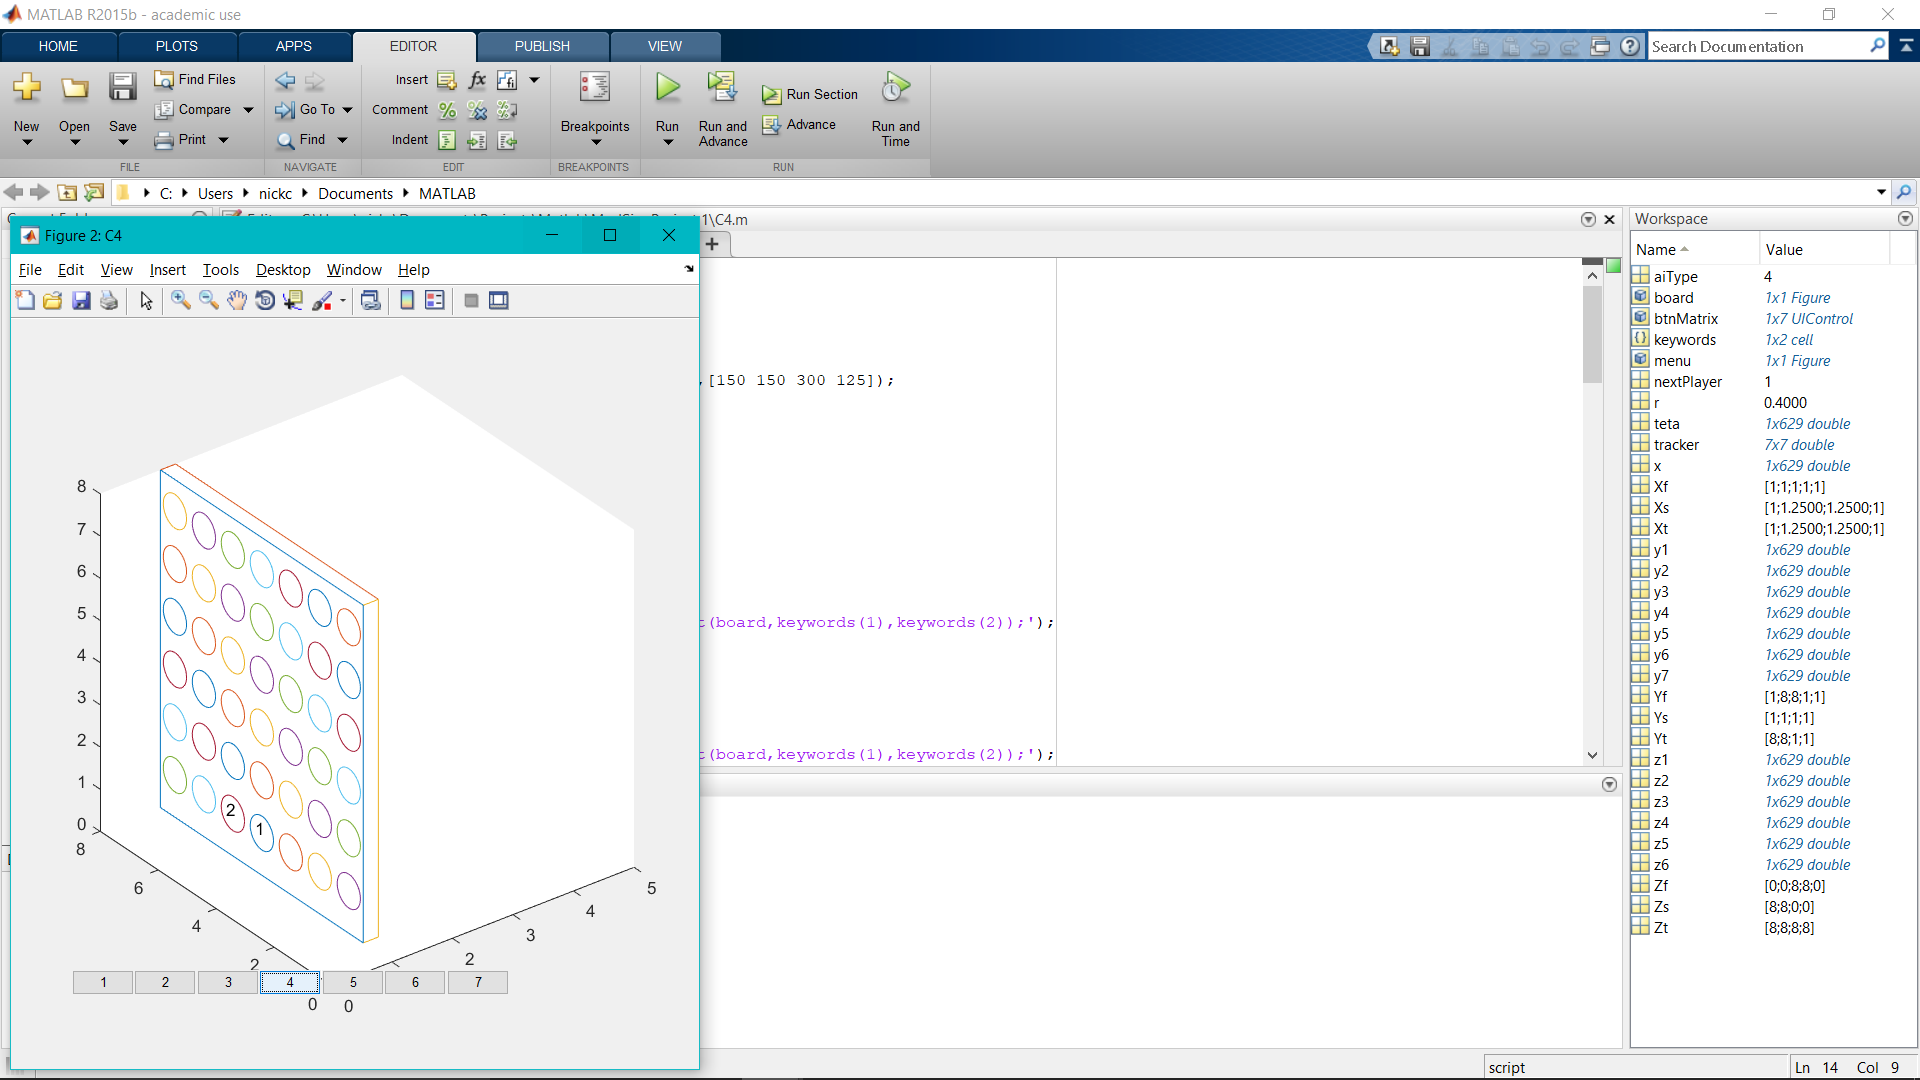 MATLAB R2015b - academic use
HOME PLOTS APPS EDITOR PUBLISH VIEW
Search Documentation
New Open Save
Find Files
Compare
Print
FILE
Go To
Find
NAVIGATE
Insert
Comment
Indent
EDIT
Breakpoints
BREAKPOINTS
Run
Run and Advance
Run Section
Advance
Run and Time
RUN
C: Users nickc Documents MATLAB
1\C4.m
Figure 2: C4
File Edit View Insert Tools Desktop Window Help
,[150 150 300 125]);
t(board,keywords(1),keywords(2));');
t(board,keywords(1),keywords(2));');
8
7
6
5
4
3
2
1
0
8
6
4
2
0
0
2
3
4
5
2
1
1 2 3 4 5 6 7
Workspace
Name Value
aiType 4
board 1x1 Figure
btnMatrix 1x7 UIControl
keywords 1x2 cell
menu 1x1 Figure
nextPlayer 1
r 0.4000
teta 1x629 double
tracker 7x7 double
x 1x629 double
Xf [1;1;1;1;1]
Xs [1;1.2500;1.2500;1]
Xt [1;1.2500;1.2500;1]
y1 1x629 double
y2 1x629 double
y3 1x629 double
y4 1x629 double
y5 1x629 double
y6 1x629 double
y7 1x629 double
Yf [1;8;8;1;1]
Ys [1;1;1;1]
Yt [8;8;1;1]
z1 1x629 double
z2 1x629 double
z3 1x629 double
z4 1x629 double
z5 1x629 double
z6 1x629 double
Zf [0;0;8;8;0]
Zs [8;8;0;0]
Zt [8;8;8;8]
script
Ln 14 Col 9